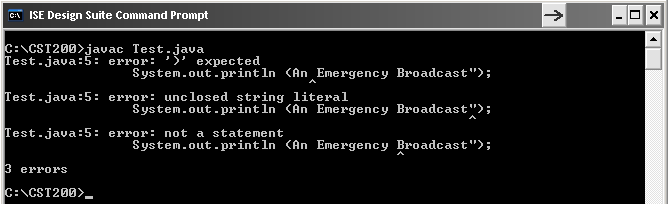 ISE Design Suite Command Prompt
C:\CST200>javac Test.java
Test.java:5: error: ')' expected
System.out.println (An Emergency Broadcast");
^
Test.java:5: error: unclosed string literal
System.out.println (An Emergency Broadcast");
^
Test.java:5: error: not a statement
System.out.println (An Emergency Broadcast");
^
3 errors
C:\CST200>_